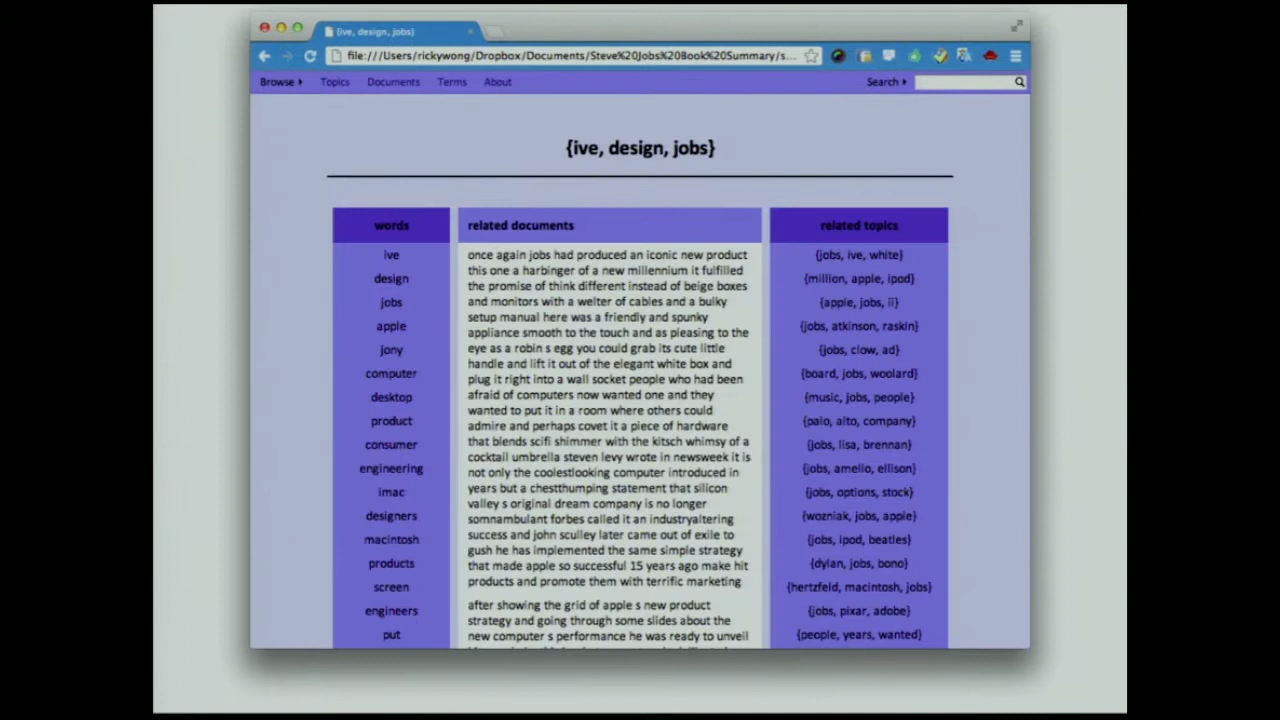 {ive, design, jobs}
file:///Users/rickywong/Dropbox/Documents/Steve%20Jobs%20Book%20Summary/s...
Browse Topics Documents Terms About Search
{ive, design, jobs}
words
ive
design
jobs
apple
jony
computer
desktop
product
consumer
engineering
imac
designers
macintosh
products
screen
engineers
put
related documents
once again jobs had produced an iconic new product
this one a harbinger of a new millennium it fulfilled
the promise of think different instead of beige boxes
and monitors with a welter of cables and a bulky
setup manual here was a friendly and spunky
appliance smooth to the touch and as pleasing to the
eye as a robin s egg you could grab its cute little
handle and lift it out of the elegant white box and
plug it right into a wall socket people who had been
afraid of computers now wanted one and they
wanted to put it in a room where others could
admire and perhaps covet it a piece of hardware
that blends scifi shimmer with the kitsch whimsy of a
cocktail umbrella steven levy wrote in newsweek it is
not only the coolestlooking computer introduced in
years but a chestthumping statement that silicon
valley s original dream company is no longer
somnambulant forbes called it an industryaltering
success and john sculley later came out of exile to
gush he has implemented the same simple strategy
that made apple so successful 15 years ago make hit
products and promote them with terrific marketing
after showing the grid of apple s new product
strategy and going through some slides about the
new computer s performance he was ready to unveil
related topics
{jobs, ive, white}
{million, apple, ipod}
{apple, jobs, ii}
{jobs, atkinson, raskin}
{jobs, clow, ad}
{board, jobs, woolard}
{music, jobs, people}
{palo, alto, company}
{jobs, lisa, brennan}
{jobs, amelio, ellison}
{jobs, options, stock}
{wozniak, jobs, apple}
{jobs, ipod, beatles}
{dylan, jobs, bono}
{hertzfeld, macintosh, jobs}
{jobs, pixar, adobe}
{people, years, wanted}